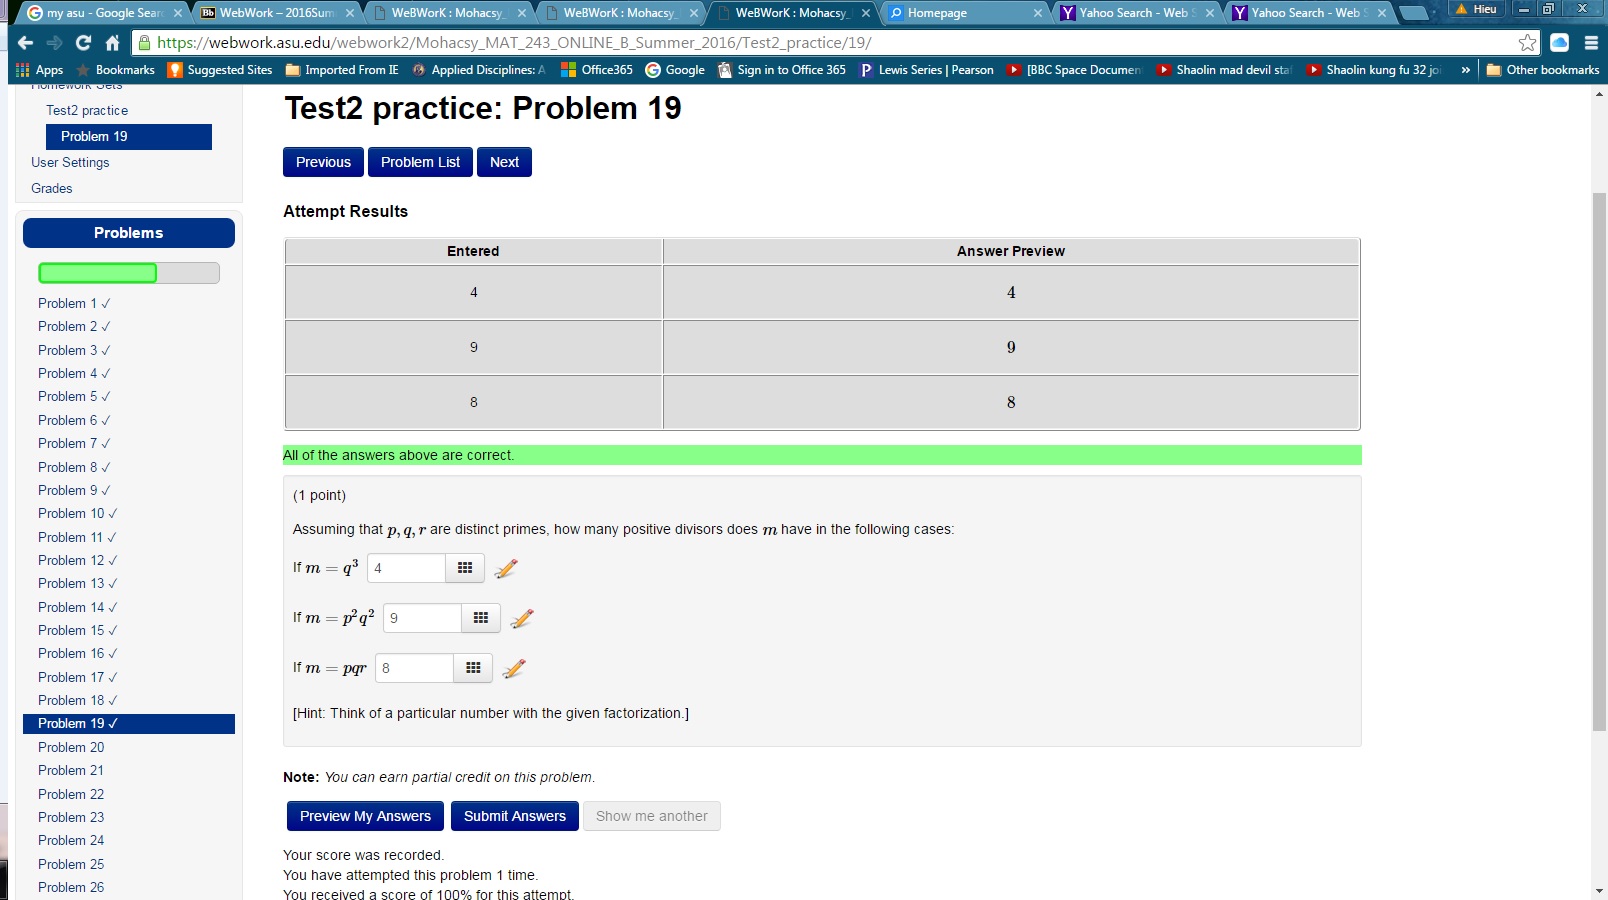 my asu - Google Sear
WebWork – 2016Sum
WeBWorK : Mohacsy_
WeBWorK : Mohacsy_
WeBWorK : Mohacsy_
Homepage
Yahoo Search - Web S
Yahoo Search - Web S
Hieu
https://webwork.asu.edu/webwork2/Mohacsy_MAT_243_ONLINE_B_Summer_2016/Test2_practice/19/
Apps Bookmarks Suggested Sites Imported From IE Applied Disciplines: A Office365 Google Sign in to Office 365 Lewis Series | Pearson [BBC Space Documen Shaolin mad devil sta Shaolin kung fu 32 joi » Other bookmarks
Homework Sets
Test2 practice
Problem 19
User Settings
Grades
Problems
Problem 1 ✓
Problem 2 ✓
Problem 3 ✓
Problem 4 ✓
Problem 5 ✓
Problem 6 ✓
Problem 7 ✓
Problem 8 ✓
Problem 9 ✓
Problem 10 ✓
Problem 11 ✓
Problem 12 ✓
Problem 13 ✓
Problem 14 ✓
Problem 15 ✓
Problem 16 ✓
Problem 17 ✓
Problem 18 ✓
Problem 19 ✓
Problem 20
Problem 21
Problem 22
Problem 23
Problem 24
Problem 25
Problem 26
Test2 practice: Problem 19
Previous Problem List Next
Attempt Results
Entered Answer Preview
4 4
9 9
8 8
All of the answers above are correct.
(1 point)
Assuming that p, q, r are distinct primes, how many positive divisors does m have in the following cases:
If m = q³ 4
If m = p²q² 9
If m = pqr 8
[Hint: Think of a particular number with the given factorization.]
Note: You can earn partial credit on this problem.
Preview My Answers Submit Answers Show me another
Your score was recorded.
You have attempted this problem 1 time.
You received a score of 100% for this attempt.